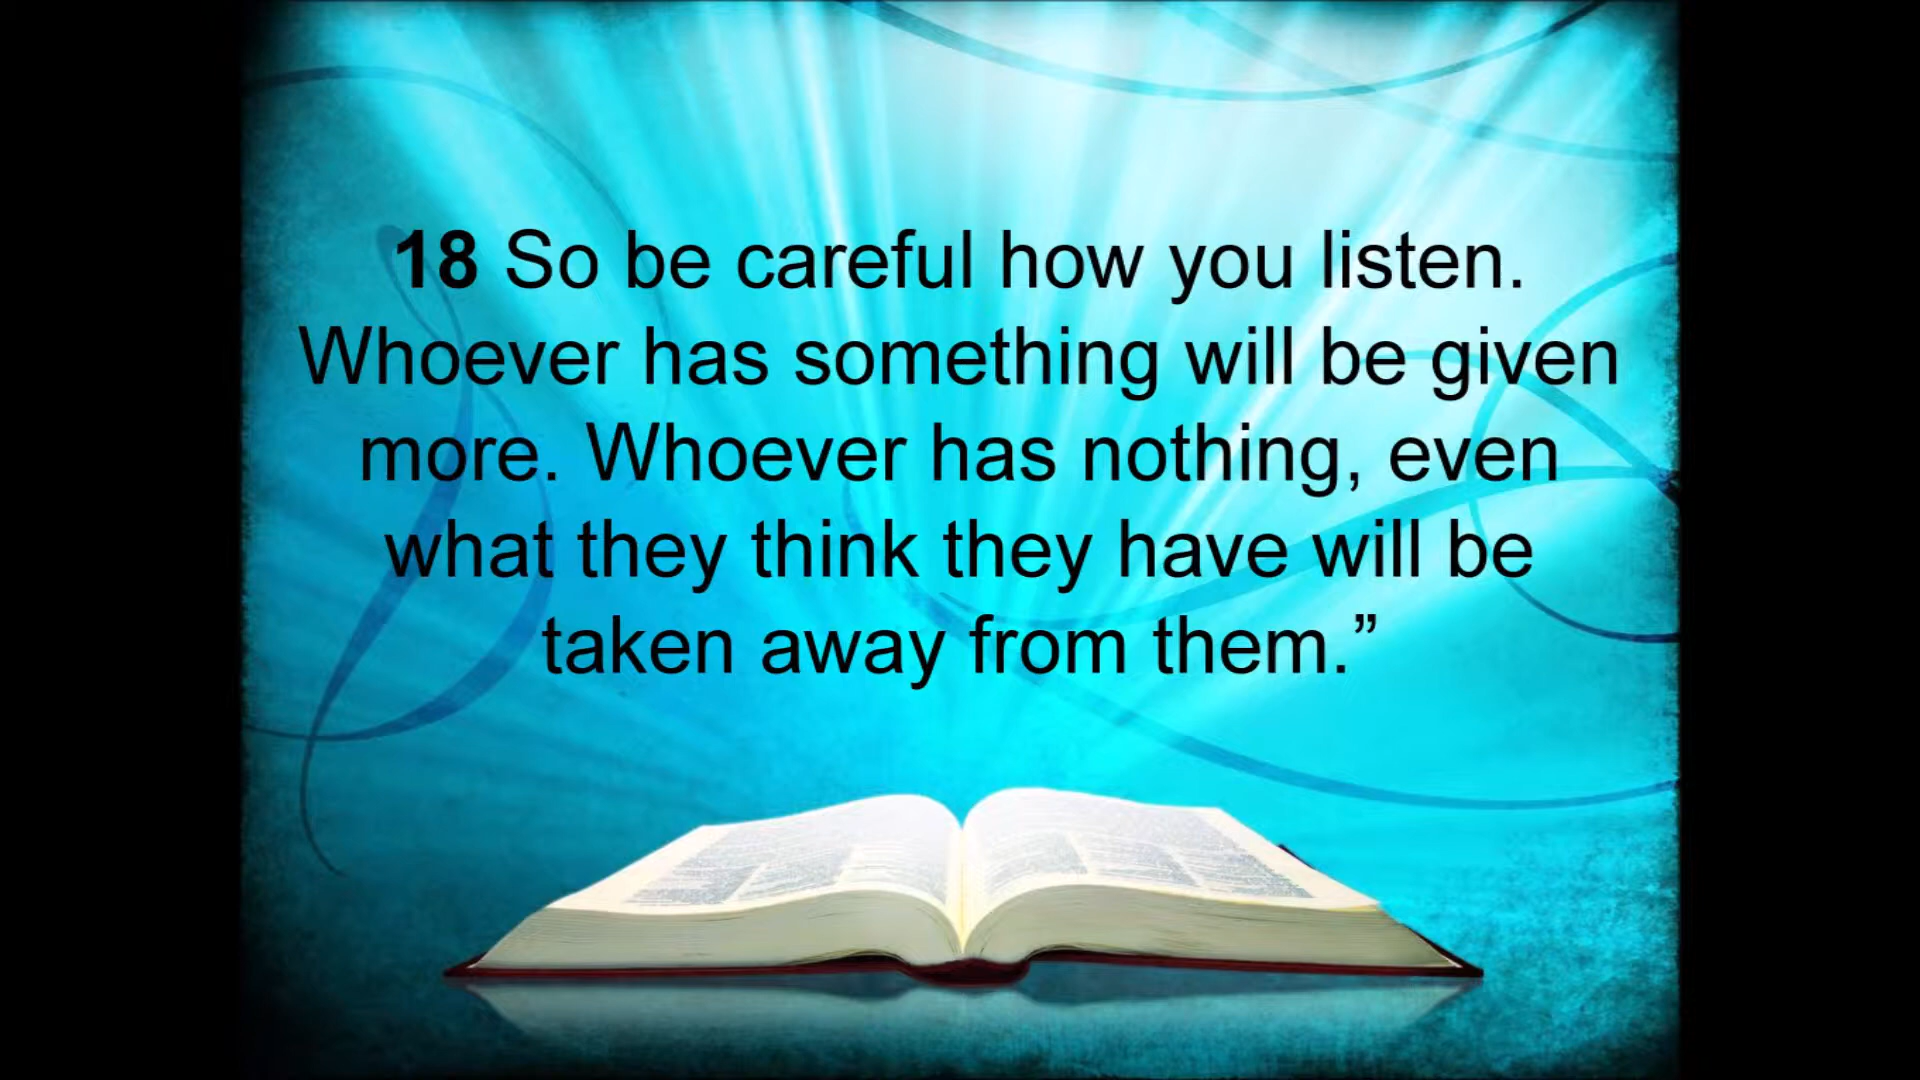 18 So be careful how you listen.
Whoever has something will be given
more. Whoever has nothing, even
what they think they have will be
taken away from them.”